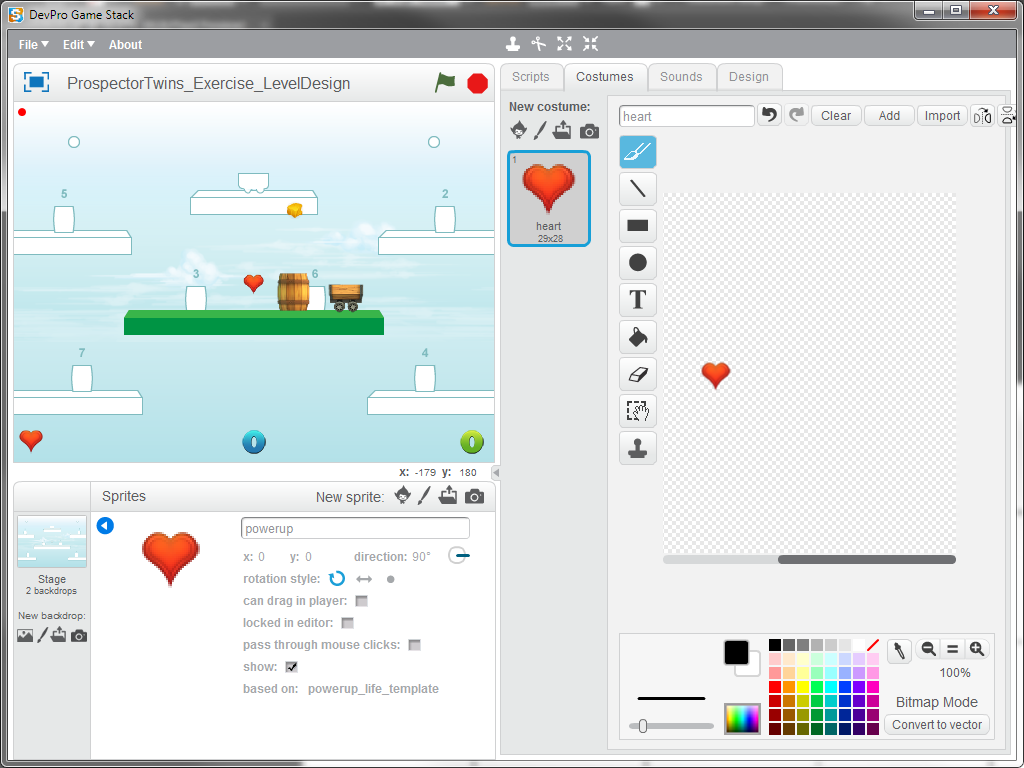 DevPro Game Stack
File Edit About
ProspectorTwins_Exercise_LevelDesign
5
2
3
6
7
4
0
0
x: -179 y: 180
Sprites
New sprite:
Stage
2 backdrops
New backdrop:
powerup
x: 0 y: 0 direction: 90°
rotation style:
can drag in player:
locked in editor:
pass through mouse clicks:
show:
based on: powerup_life_template
Scripts Costumes Sounds Design
New costume:
1
heart
29x28
heart
Clear Add Import
T
100%
Bitmap Mode
Convert to vector